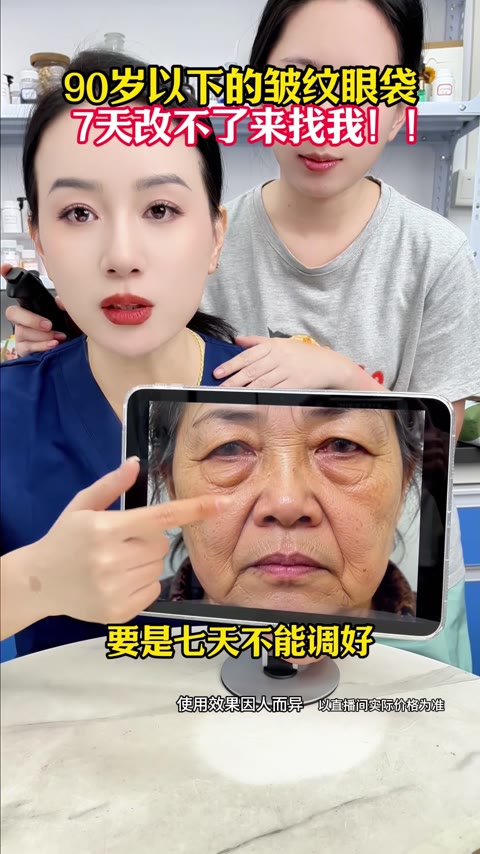 90岁以下的皱纹眼袋
7天改不了来找我！！
要是七天不能调好
使用效果因人而异 以直播间实际价格为准